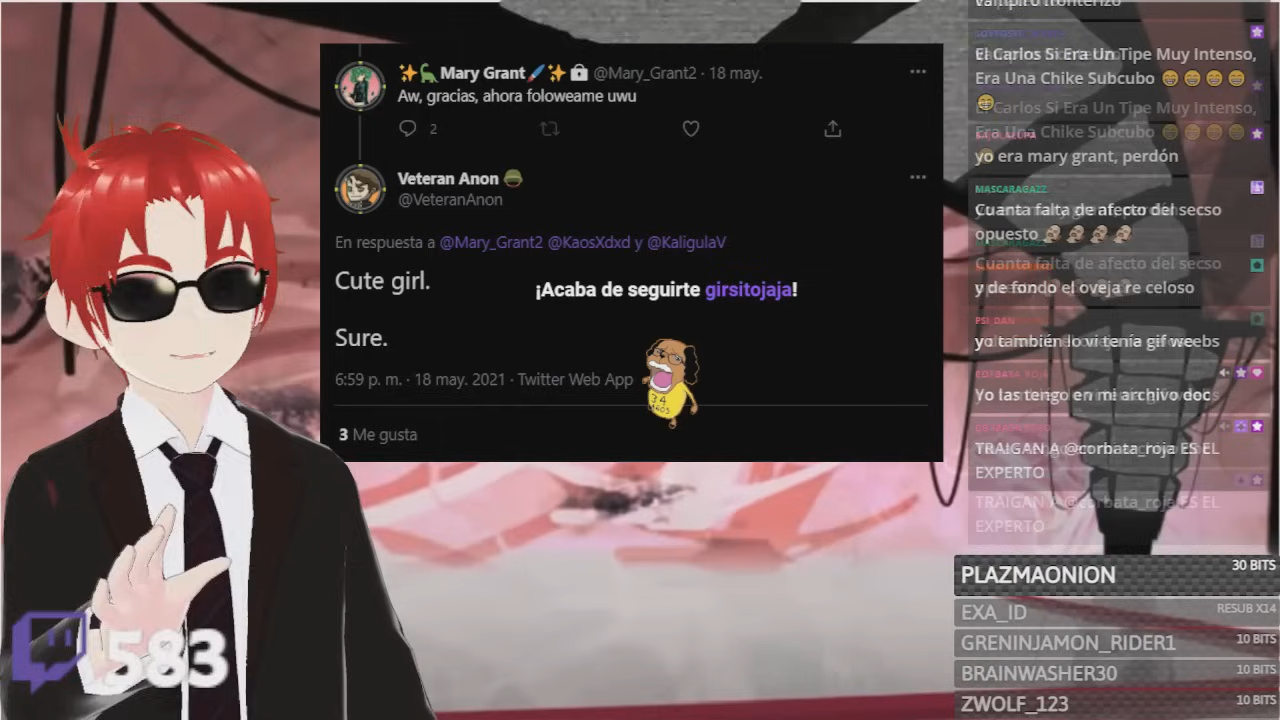 Mary Grant @Mary_Grant2 · 18 may.
Aw, gracias, ahora foloweame uwu
2
Veteran Anon
@VeteranAnon
En respuesta a @Mary_Grant2 @KaosXdxd y @KaligulaV
Cute girl.
¡Acaba de seguirte girsitojaja!
Sure.
6:59 p. m. · 18 may. 2021 · Twitter Web App
34
3 Me gusta
583
vampiro fronterizo
El Carlos Si Era Un Tipe Muy Intenso,
Era Una Chike Subcubo
El Carlos Si Era Un Tipe Muy Intenso,
Era Una Chike Subcubo
yo era mary grant, perdón
MASCARAGAZZ
Cuanta falta de afecto del secso
opuesto
Cuanta falta de afecto del secso
y de fondo el oveja re celoso
PSI_DAN
yo también lo vi tenía gif weebs
CORBATA_ROJA
Yo las tengo en mi archivo doc
TRAIGAN A @corbata_roja ES EL
EXPERTO
TRAIGAN A @corbata_roja ES EL
EXPERTO
PLAZMAONION 30 BITS
EXA_ID RESUB X14
GRENINJAMON_RIDER1 10 BITS
BRAINWASHER30 10 BITS
ZWOLF_123 10 BITS